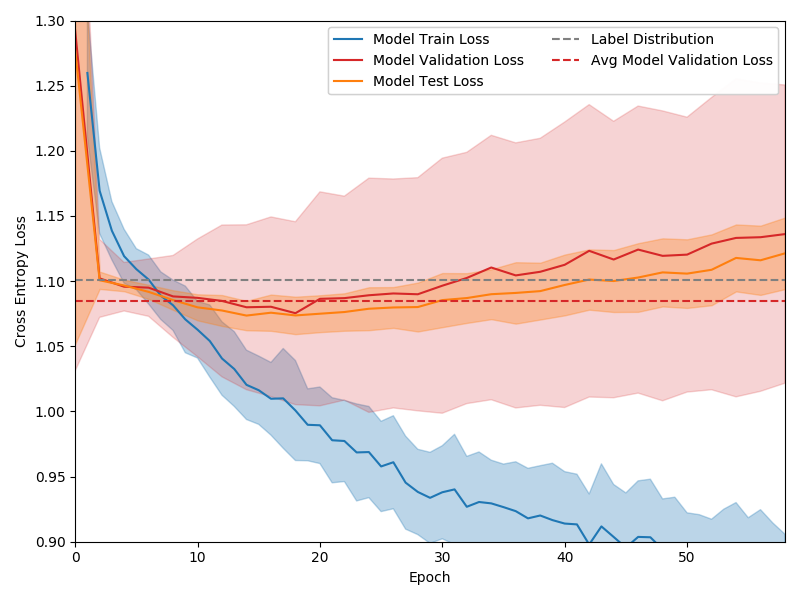 Model Train Loss
Model Validation Loss
Model Test Loss
Label Distribution
Avg Model Validation Loss
Cross Entropy Loss
1.30
1.25
1.20
1.15
1.10
1.05
1.00
0.95
0.90
0
10
20
30
40
50
Epoch